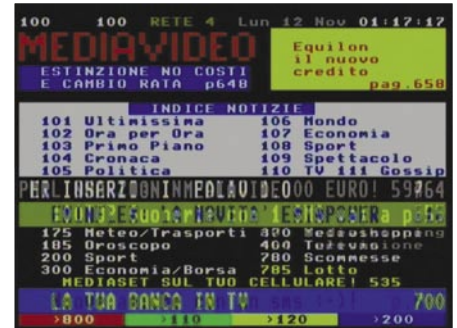 100 100 RETE 4 Lun 12 Nov 01:17:17
MEDIAVIDEO
Equilon
il nuovo
credito
pag.658
ESTINZIONE NO COSTI
E CAMBIO RATA p648
INDICE NOTIZIE
101 Ultimissima 106 Mondo
102 Ora per Ora 107 Economia
103 Primo Piano 108 Sport
104 Cronaca 109 Spettacolo
105 Politica 110 TV 111 Gossip
EURO!
175 Meteo/Trasporti
185 Oroscopo
200 Sport 780 Scommesse
300 Economia/Borsa 785 Lotto
MEDIASET SUL TUO CELLULARE! 535
LA TUA BANCA IN TV 700
>800 >110 >120 >200